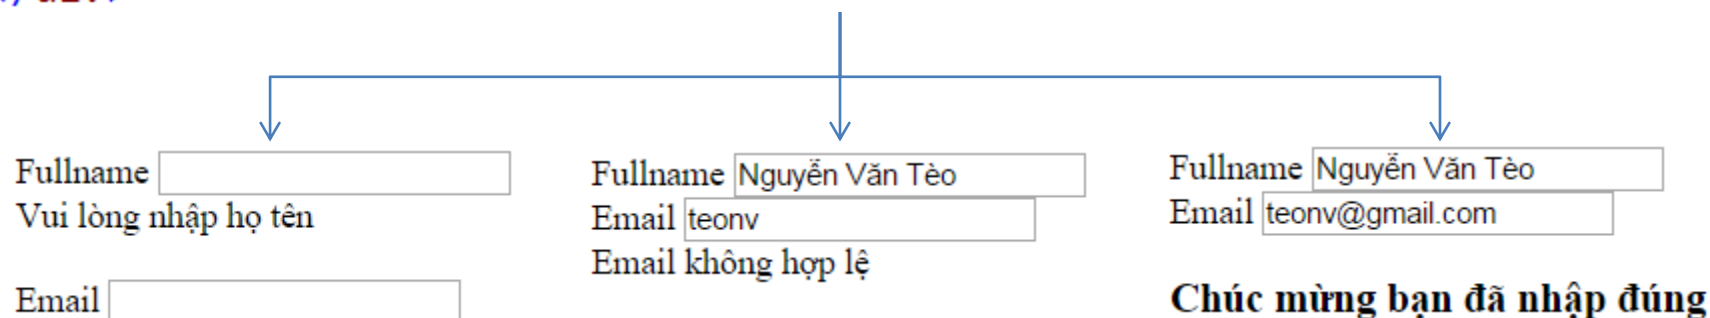 Fullname
Vui lòng nhập họ tên
Email
Fullname Nguyễn Văn Tèo
Email teonv
Email không hợp lệ
Fullname Nguyễn Văn Tèo
Email teonv@gmail.com
Chúc mừng bạn đã nhập đúng